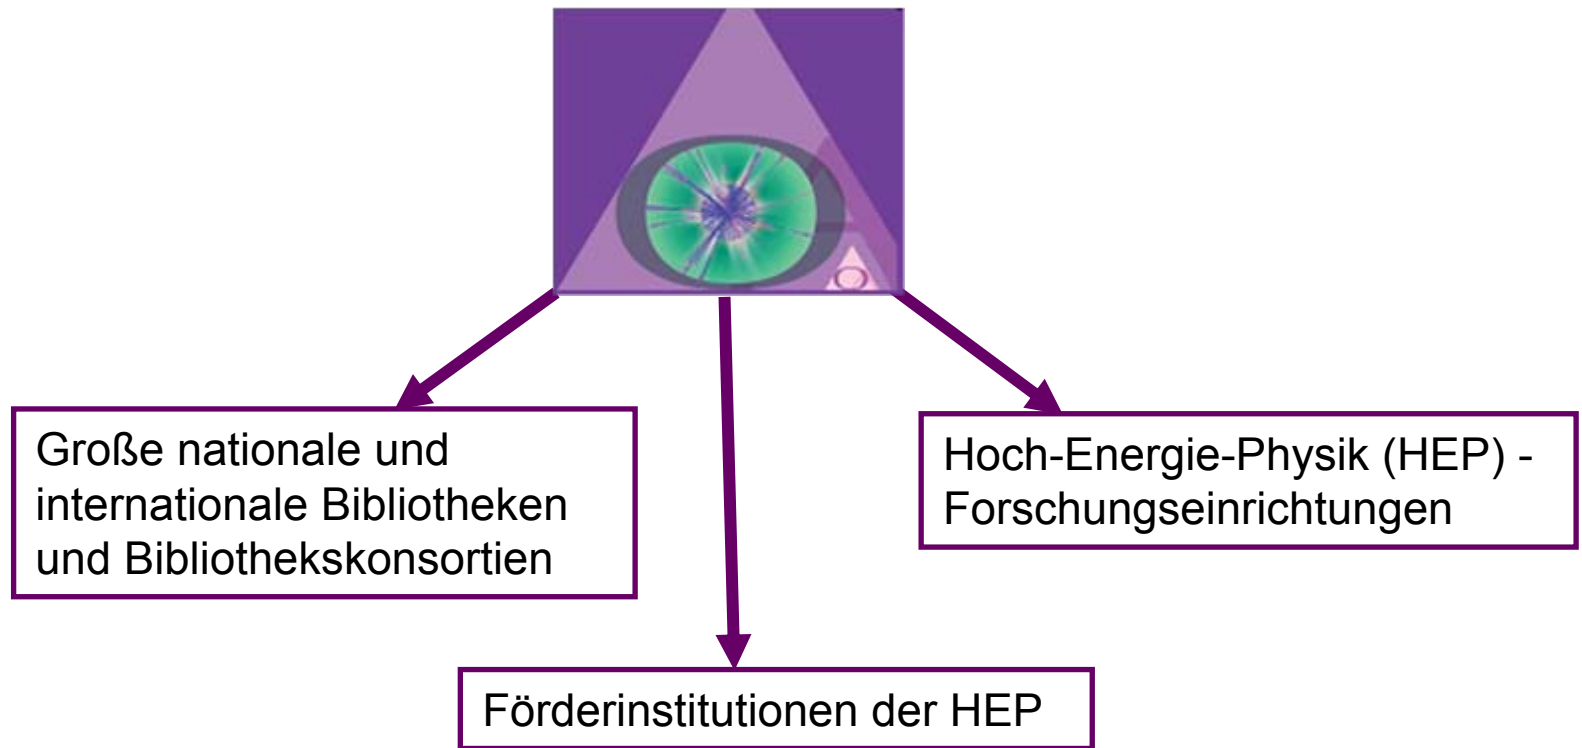 Große nationale und
internationale Bibliotheken
und Bibliothekskonsortien
Hoch-Energie-Physik (HEP) -
Forschungseinrichtungen
Förderinstitutionen der HEP